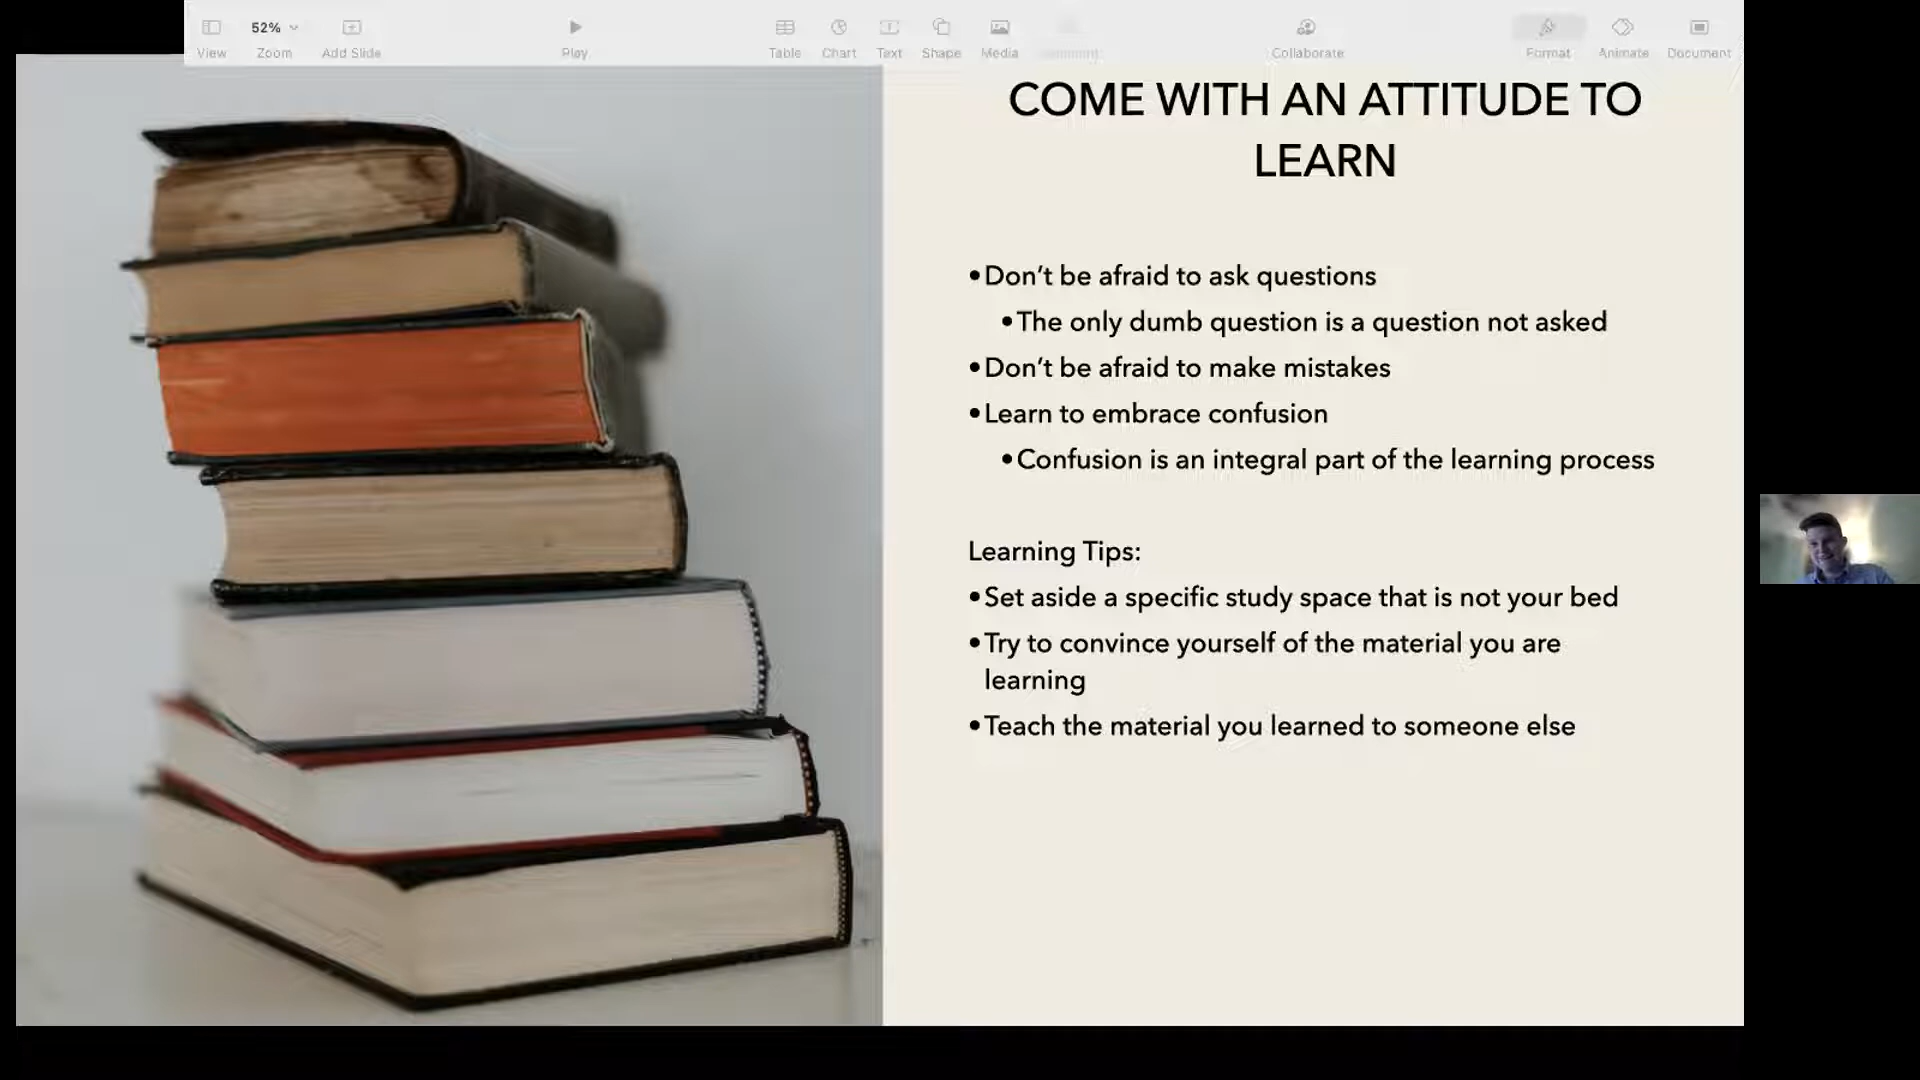 52%
View
Zoom
Add Slide
Play
Table
Chart
Text
Shape
Media
Collaborate
Format
Animate
Document
COME WITH AN ATTITUDE TO
LEARN
•Don’t be afraid to ask questions
•The only dumb question is a question not asked
•Don’t be afraid to make mistakes
•Learn to embrace confusion
•Confusion is an integral part of the learning process
Learning Tips:
•Set aside a specific study space that is not your bed
•Try to convince yourself of the material you are
learning
•Teach the material you learned to someone else